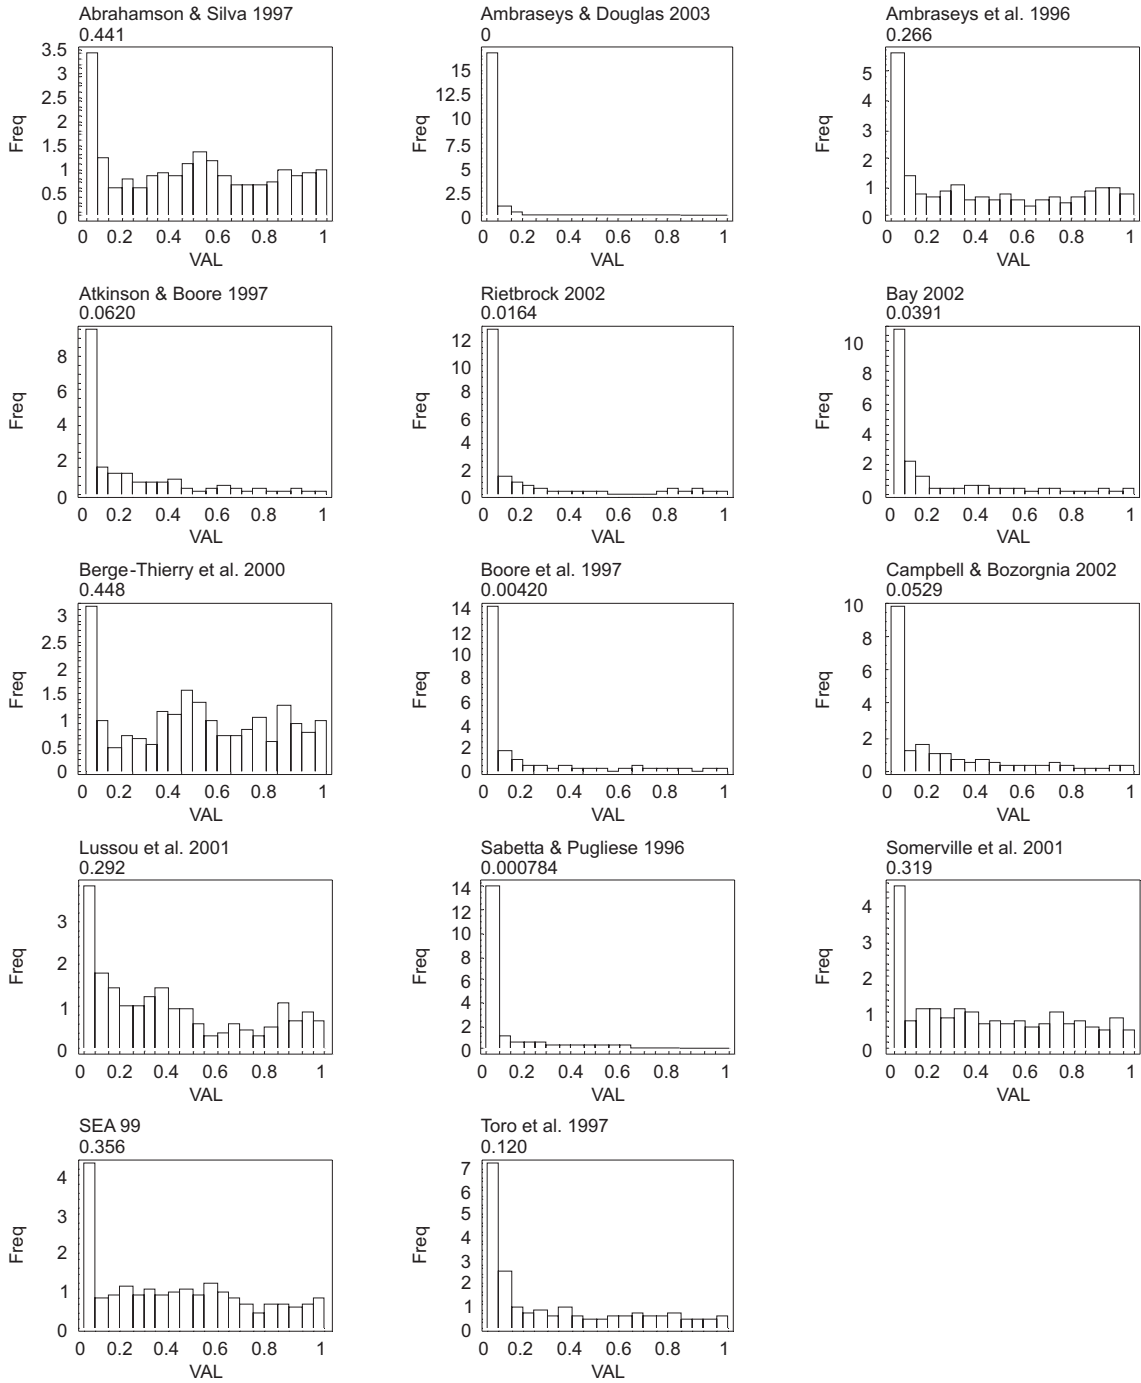 Abrahamson & Silva 1997
0.441
3.5
3
2.5
2
1.5
1
0.5
0
Freq
0 0.2 0.4 0.6 0.8 1
VAL
Ambraseys & Douglas 2003
0
15
12.5
10
7.5
5
2.5
0
Freq
0 0.2 0.4 0.6 0.8 1
VAL
Ambraseys et al. 1996
0.266
5
4
3
2
1
0
Freq
0 0.2 0.4 0.6 0.8 1
VAL
Atkinson & Boore 1997
0.0620
8
6
4
2
0
Freq
0 0.2 0.4 0.6 0.8 1
VAL
Rietbrock 2002
0.0164
12
10
8
6
4
2
0
Freq
0 0.2 0.4 0.6 0.8 1
VAL
Bay 2002
0.0391
10
8
6
4
2
0
Freq
0 0.2 0.4 0.6 0.8 1
VAL
Berge-Thierry et al. 2000
0.448
3
2.5
2
1.5
1
0.5
0
Freq
0 0.2 0.4 0.6 0.8 1
VAL
Boore et al. 1997
0.00420
14
12
10
8
6
4
2
0
Freq
0 0.2 0.4 0.6 0.8 1
VAL
Campbell & Bozorgnia 2002
0.0529
10
8
6
4
2
0
Freq
0 0.2 0.4 0.6 0.8 1
VAL
Lussou et al. 2001
0.292
3
2
1
0
Freq
0 0.2 0.4 0.6 0.8 1
VAL
Sabetta & Pugliese 1996
0.000784
14
12
10
8
6
4
2
0
Freq
0 0.2 0.4 0.6 0.8 1
VAL
Somerville et al. 2001
0.319
4
3
2
1
0
Freq
0 0.2 0.4 0.6 0.8 1
VAL
SEA 99
0.356
4
3
2
1
0
Freq
0 0.2 0.4 0.6 0.8 1
VAL
Toro et al. 1997
0.120
7
6
5
4
3
2
1
0
Freq
0 0.2 0.4 0.6 0.8 1
VAL